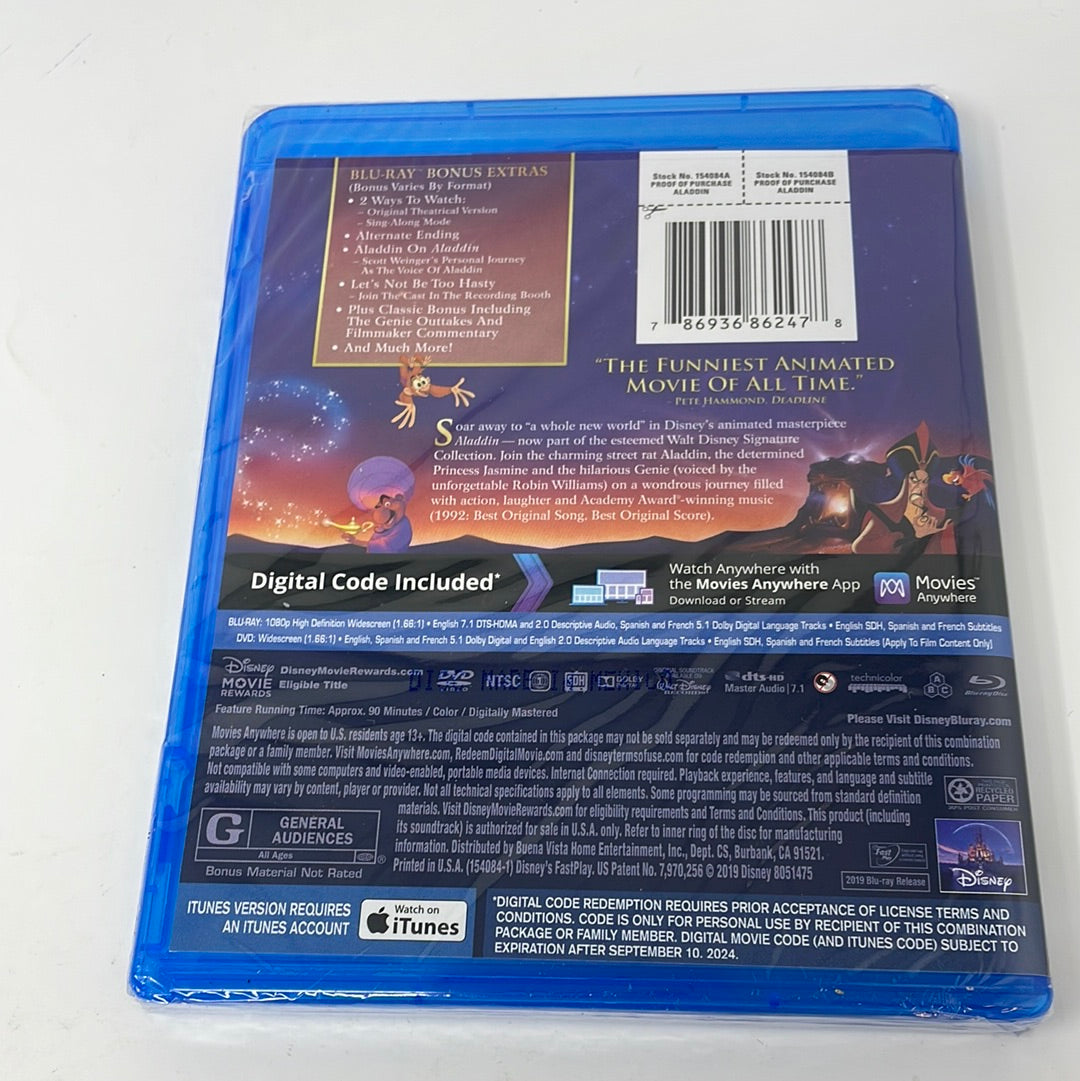 BLU-RAY™ BONUS EXTRAS
(Bonus Varies By Format)
• 2 Ways To Watch:
– Original Theatrical Version
– Sing-Along Mode
• Alternate Ending
• Aladdin On Aladdin
– Scott Weinger's Personal Journey
As The Voice Of Aladdin
• Let's Not Be Too Hasty
– Join The Cast In The Recording Booth
• Plus Classic Bonus Including
The Genie Outtakes And
Filmmaker Commentary
• And Much More!
Stock No. 154084A
PROOF OF PURCHASE
ALADDIN
Stock No. 154084B
PROOF OF PURCHASE
ALADDIN
7 86936 86247 8
"THE FUNNIEST ANIMATED
MOVIE OF ALL TIME."
- PETE HAMMOND, DEADLINE
Soar away to "a whole new world" in Disney's animated masterpiece
Aladdin — now part of the esteemed Walt Disney Signature
Collection. Join the charming street rat Aladdin, the determined
Princess Jasmine and the hilarious Genie (voiced by the
unforgettable Robin Williams) on a wondrous journey filled
with action, laughter and Academy Award®-winning music
(1992: Best Original Song, Best Original Score).
Digital Code Included*
Watch Anywhere with
the Movies Anywhere App
Download or Stream
Movies™
Anywhere
BLU-RAY: 1080p High Definition Widescreen (1.66:1) • English 7.1 DTS-HDMA and 2.0 Descriptive Audio, Spanish and French 5.1 Dolby Digital Language Tracks • English SDH, Spanish and French Subtitles
DVD: Widescreen (1.66:1) • English, Spanish and French 5.1 Dolby Digital and English 2.0 Descriptive Audio Language Tracks • English SDH, Spanish and French Subtitles (Apply To Film Content Only)
DISNEY
MOVIE
REWARDS
DisneyMovieRewards.com
Eligible Title
DVD
VIDEO
NTSC
1
SDH
DOLBY
ORIGINAL SOUNDTRACK
AVAILABLE ON
WALT DISNEY
RECORDS
dts-HD
Master Audio | 7.1
technicolor
A
B C
Blu-ray Disc
Feature Running Time: Approx. 90 Minutes / Color / Digitally Mastered
Please Visit DisneyBluray.com
Movies Anywhere is open to U.S. residents age 13+. The digital code contained in this package may not be sold separately and may be redeemed only by the recipient of this combination
package or a family member. Visit MoviesAnywhere.com, RedeemDigitalMovie.com and disneytermsofuse.com for code redemption and other applicable terms and conditions.
Not compatible with some computers and video-enabled, portable media devices. Internet Connection required. Playback experience, features, and language and subtitle
availability may vary by content, player or provider. Not all technical specifications apply to all elements. Some programming may be sourced from standard definition
materials. Visit DisneyMovieRewards.com for eligibility requirements and Terms and Conditions. This product (including
its soundtrack) is authorized for sale in U.S.A. only. Refer to inner ring of the disc for manufacturing
information. Distributed by Buena Vista Home Entertainment, Inc., Dept. CS, Burbank, CA 91521.
Printed in U.S.A. (154084-1) Disney's FastPlay. US Patent No. 7,970,256 © 2019 Disney 8051475
RECYCLED
PAPER
G
GENERAL
AUDIENCES
All Ages
®
Bonus Material Not Rated
Fast
2019 Blu-ray Release
Disney
ITUNES VERSION REQUIRES
AN ITUNES ACCOUNT
Watch on
iTunes
*DIGITAL CODE REDEMPTION REQUIRES PRIOR ACCEPTANCE OF LICENSE TERMS AND
CONDITIONS. CODE IS ONLY FOR PERSONAL USE BY RECIPIENT OF THIS COMBINATION
PACKAGE OR FAMILY MEMBER. DIGITAL MOVIE CODE (AND ITUNES CODE) SUBJECT TO
EXPIRATION AFTER SEPTEMBER 10. 2024.